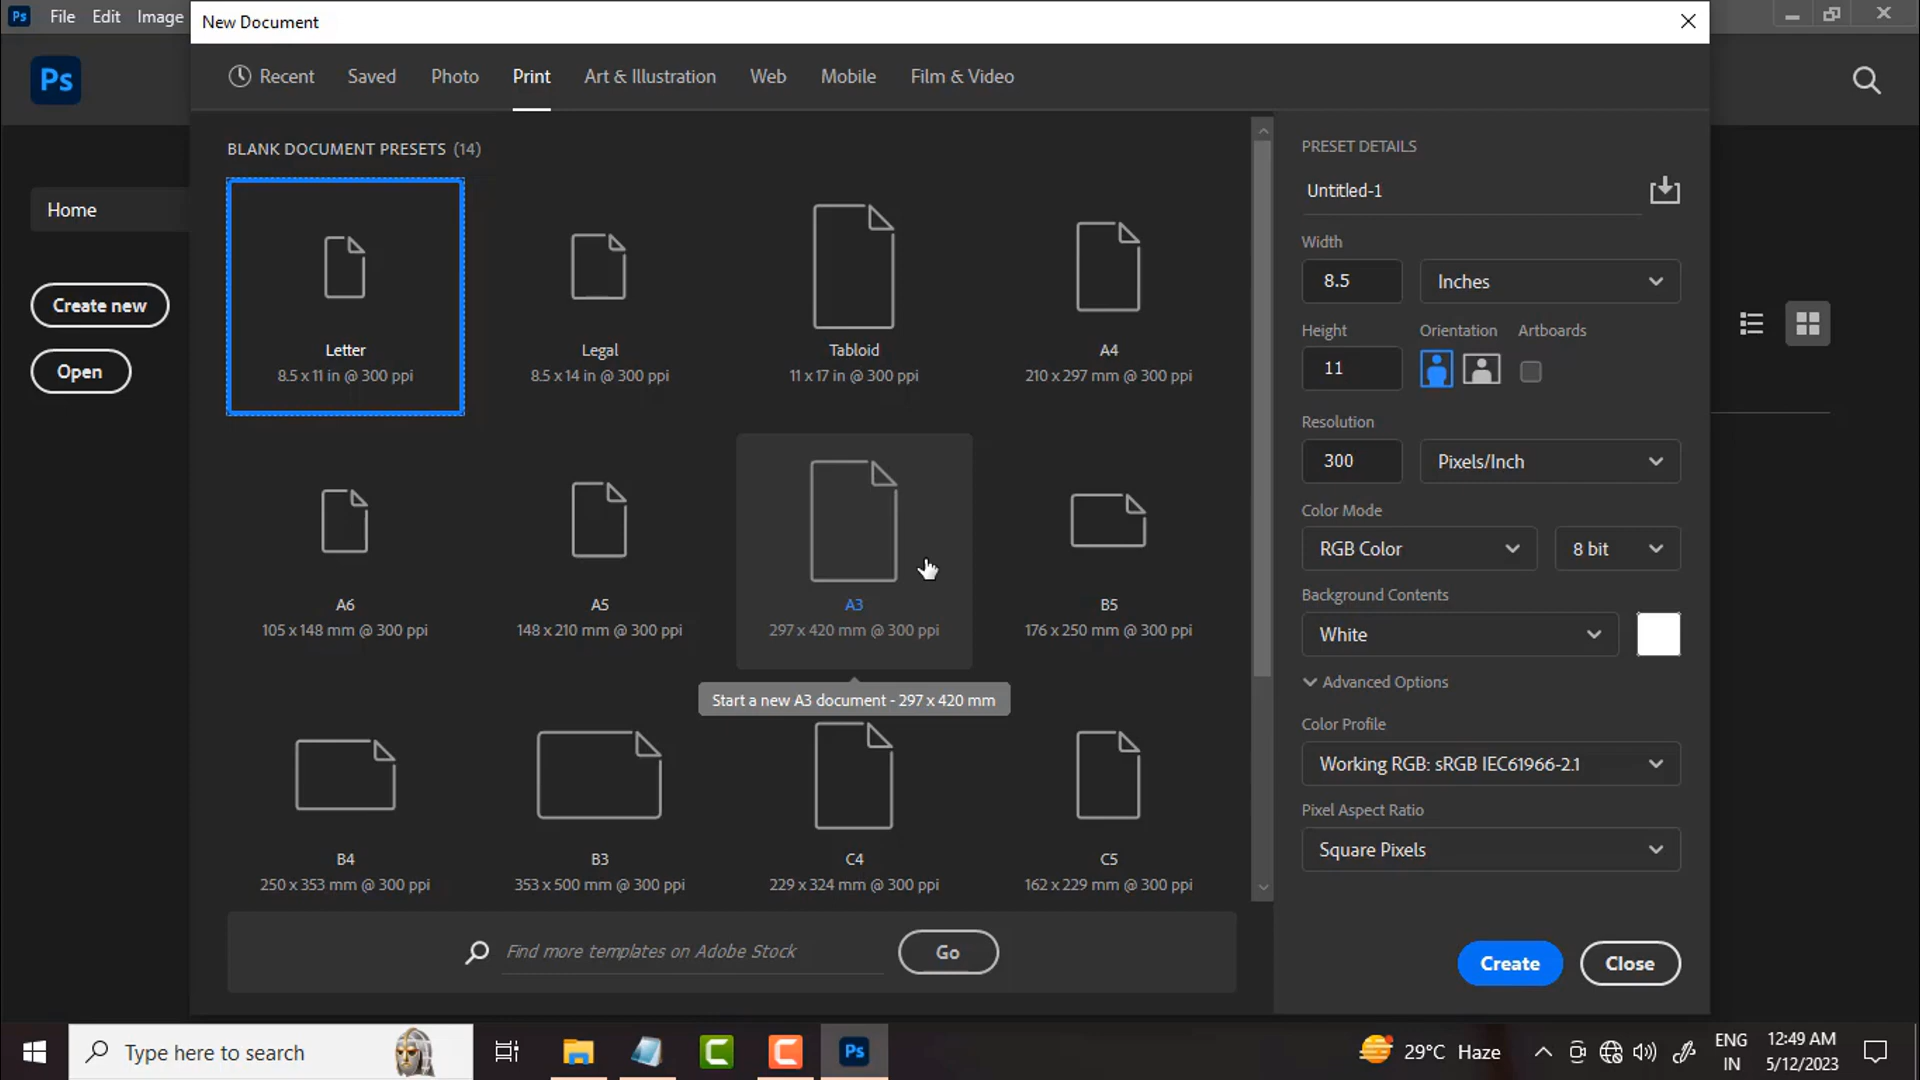 Ps File Edit Image
New Document
Ps
Recent Saved Photo Print Art & Illustration Web Mobile Film & Video
BLANK DOCUMENT PRESETS (14)
Home
Create new
Open
Letter
8.5 x 11 in @ 300 ppi
Legal
8.5 x 14 in @ 300 ppi
Tabloid
11 x 17 in @ 300 ppi
A4
210 x 297 mm @ 300 ppi
A6
105 x 148 mm @ 300 ppi
A5
148 x 210 mm @ 300 ppi
A3
297 x 420 mm @ 300 ppi
B5
176 x 250 mm @ 300 ppi
Start a new A3 document - 297 x 420 mm
B4
250 x 353 mm @ 300 ppi
B3
353 x 500 mm @ 300 ppi
C4
229 x 324 mm @ 300 ppi
C5
162 x 229 mm @ 300 ppi
Find more templates on Adobe Stock
Go
PRESET DETAILS
Untitled-1
Width
8.5 Inches
Height Orientation Artboards
11
Resolution
300 Pixels/Inch
Color Mode
RGB Color 8 bit
Background Contents
White
Advanced Options
Color Profile
Working RGB: sRGB IEC61966-2.1
Pixel Aspect Ratio
Square Pixels
Create Close
Type here to search
C
C
Ps
29°C Haze
ENG
IN
12:49 AM
5/12/2023